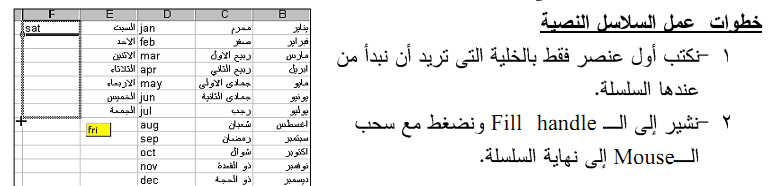 خطوات عمل السلاسل النصية
١ -نكتب أول عنصر فقط بالخلية التى تريد أن نبدأ من
عندها السلسلة.
٢ -نشير إلى الـــ Fill handle ونضغط مع سحب
الـــMouse إلى نهاية السلسلة.
F E D C B
sat السبت jan محرم يناير
الاحد feb صفر فبراير
الاثنين mar ربيع الاول مارس
الثلاثاء apr ربيع الثاني ابريل
الاربعاء may جمادى الاولى مايو
الخميس jun جمادى الثانية يونيو
الجمعة jul رجب يوليو
fri aug شعبان اغسطس
sep رمضان سبتمبر
oct شوال اكتوبر
nov ذو القعدة نوفمبر
dec ذو الحجة ديسمبر